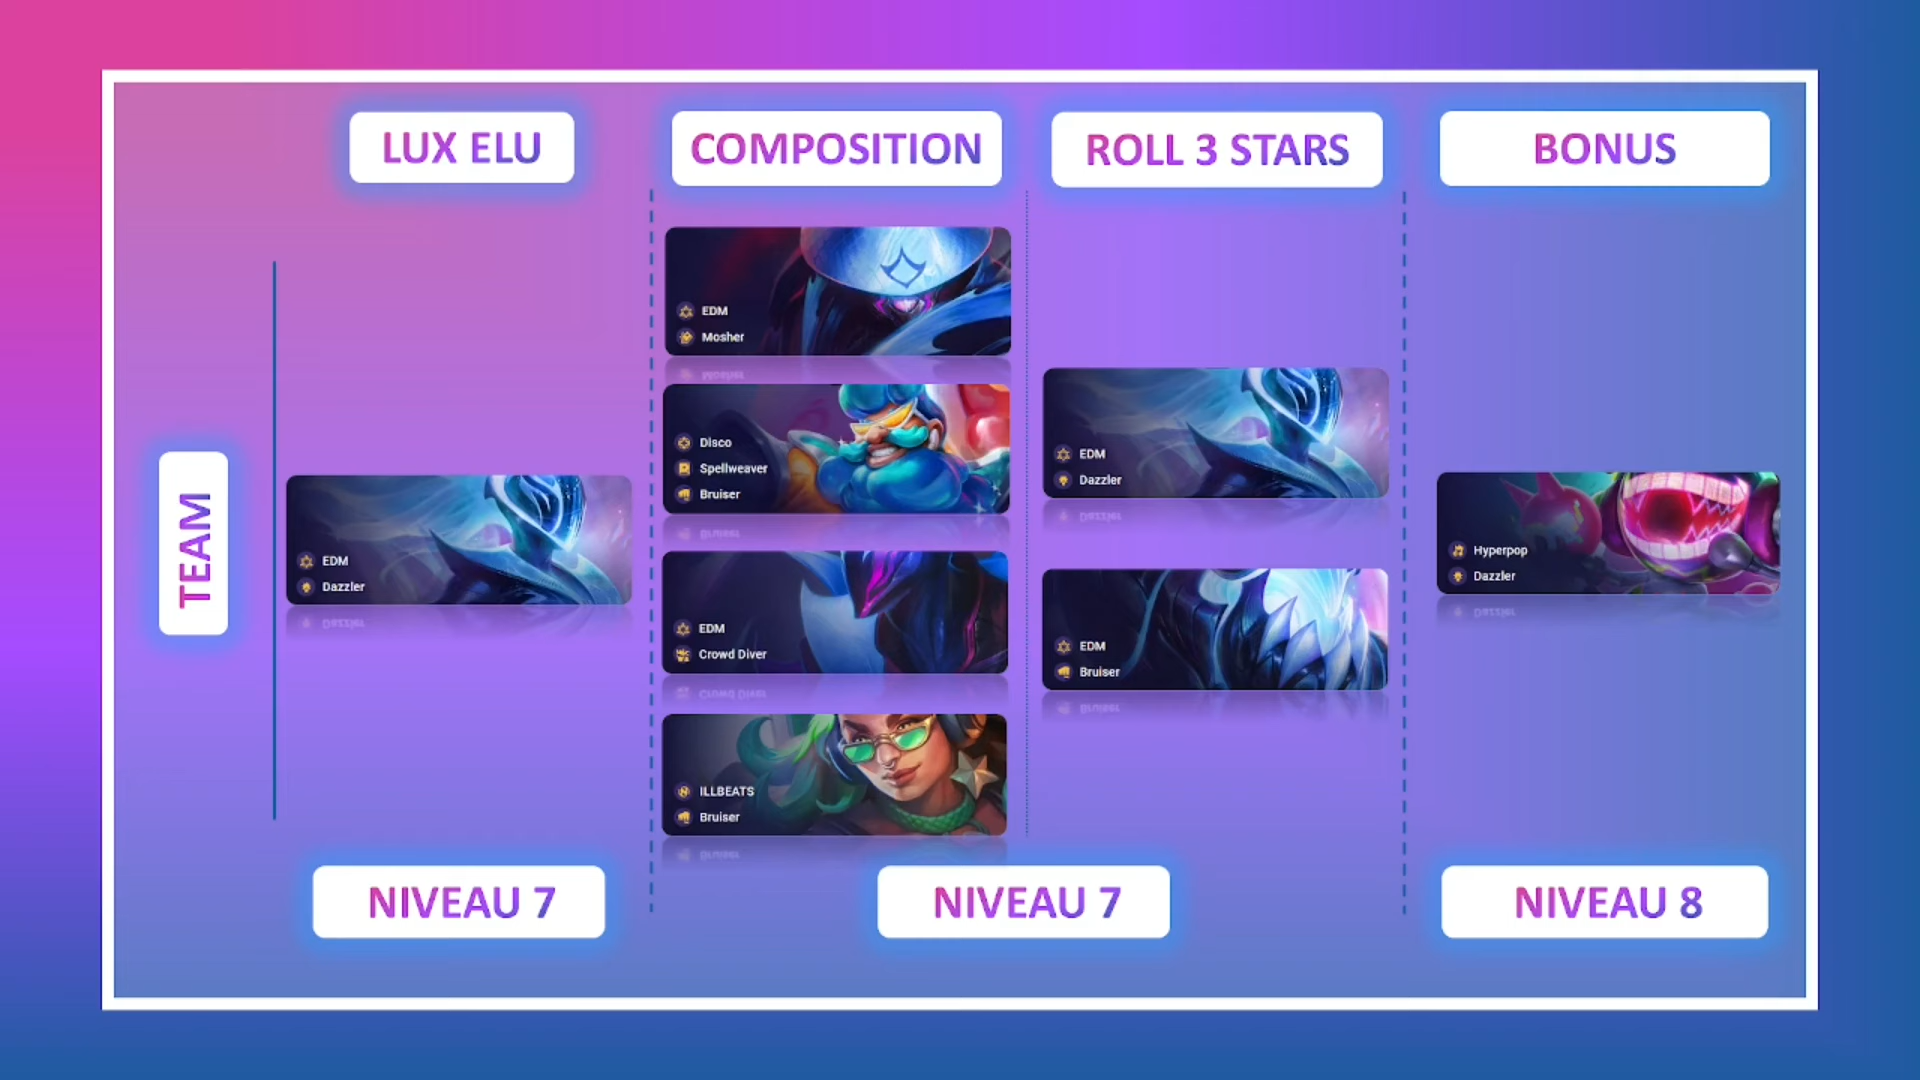 LUX ELU
COMPOSITION
ROLL 3 STARS
BONUS
TEAM
EDM
Dazzler
EDM
Mosher
Disco
Spellweaver
Bruiser
EDM
Crowd Diver
ILLBEATS
Bruiser
EDM
Dazzler
EDM
Bruiser
Hyperpop
Dazzler
NIVEAU 7
NIVEAU 7
NIVEAU 8